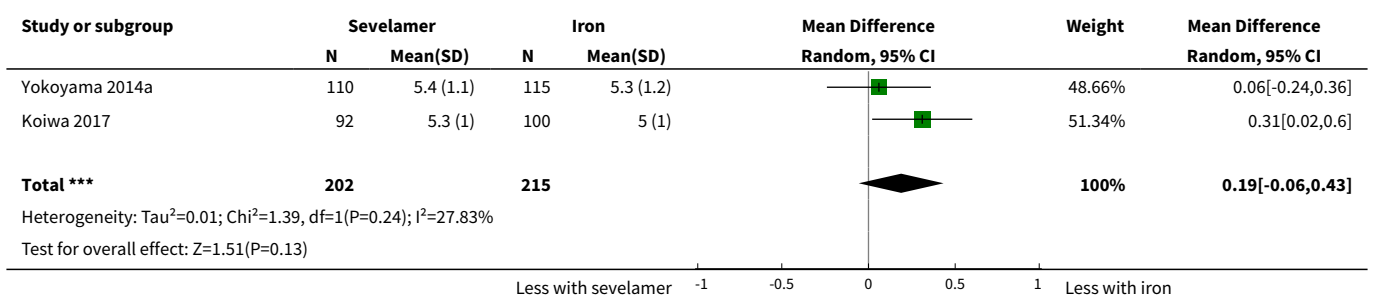 Study or subgroup Sevelamer Iron Mean Difference Weight Mean Difference
N Mean(SD) N Mean(SD) Random, 95% CI Random, 95% CI
Yokoyama 2014a 110 5.4 (1.1) 115 5.3 (1.2) 48.66% 0.06[-0.24,0.36]
Koiwa 2017 92 5.3 (1) 100 5 (1) 51.34% 0.31[0.02,0.6]
Total *** 202 215 100% 0.19[-0.06,0.43]
Heterogeneity: Tau²=0.01; Chi²=1.39, df=1(P=0.24); I²=27.83%
Test for overall effect: Z=1.51(P=0.13)
Less with sevelamer -1 -0.5 0 0.5 1 Less with iron